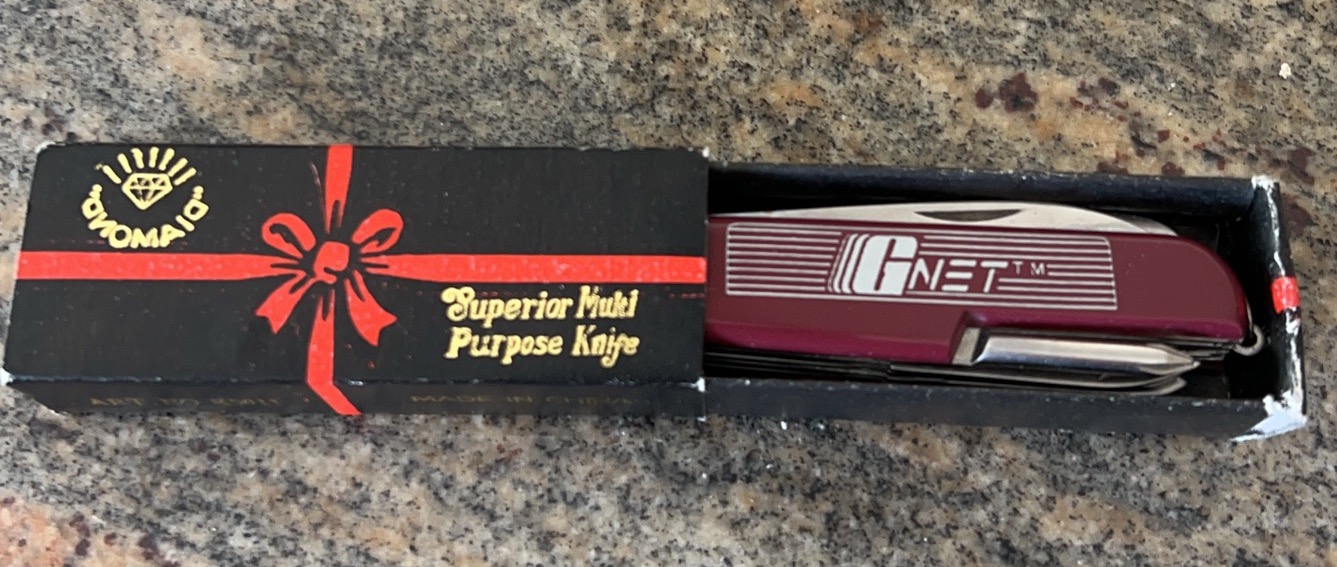 "DIAMOND"
Superior Multi
Purpose Knife
GNET™
MADE IN CHINA